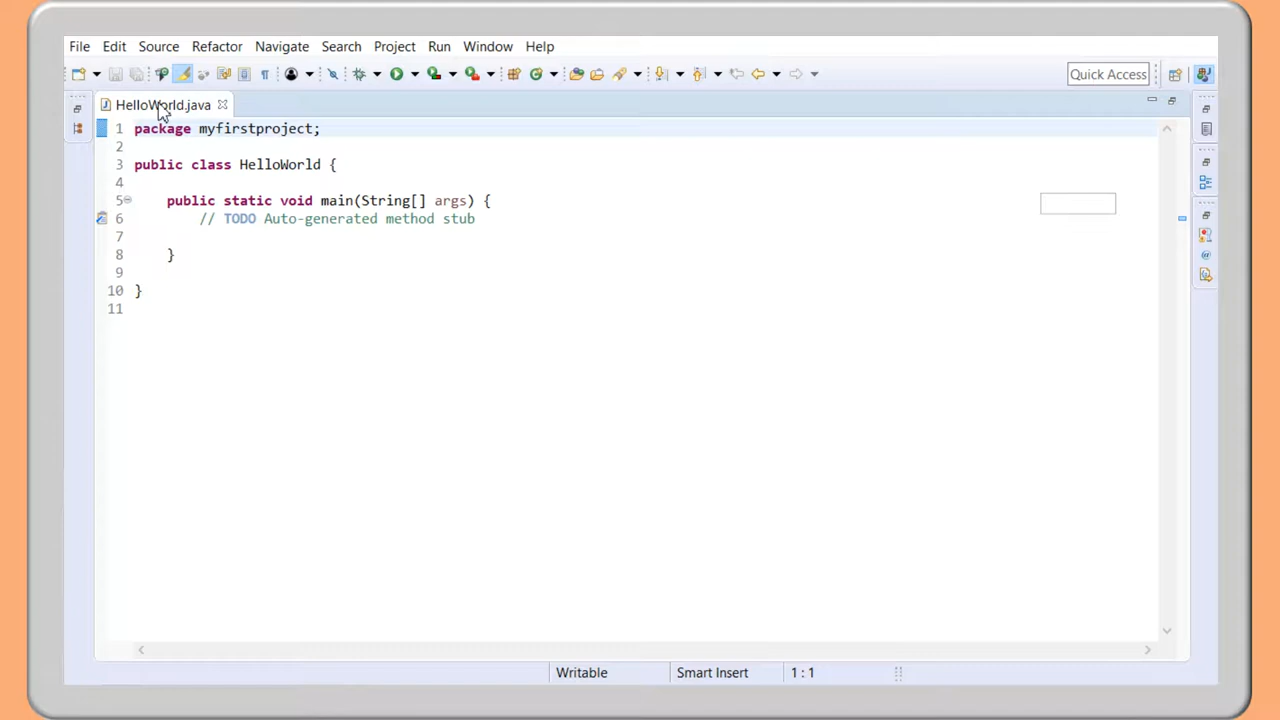 File Edit Source Refactor Navigate Search Project Run Window Help
Quick Access
HelloWorld.java
1 package myfirstproject;
2
3 public class HelloWorld {
4
5 public static void main(String[] args) {
6 // TODO Auto-generated method stub
7
8 }
9
10 }
11
Writable Smart Insert 1 : 1